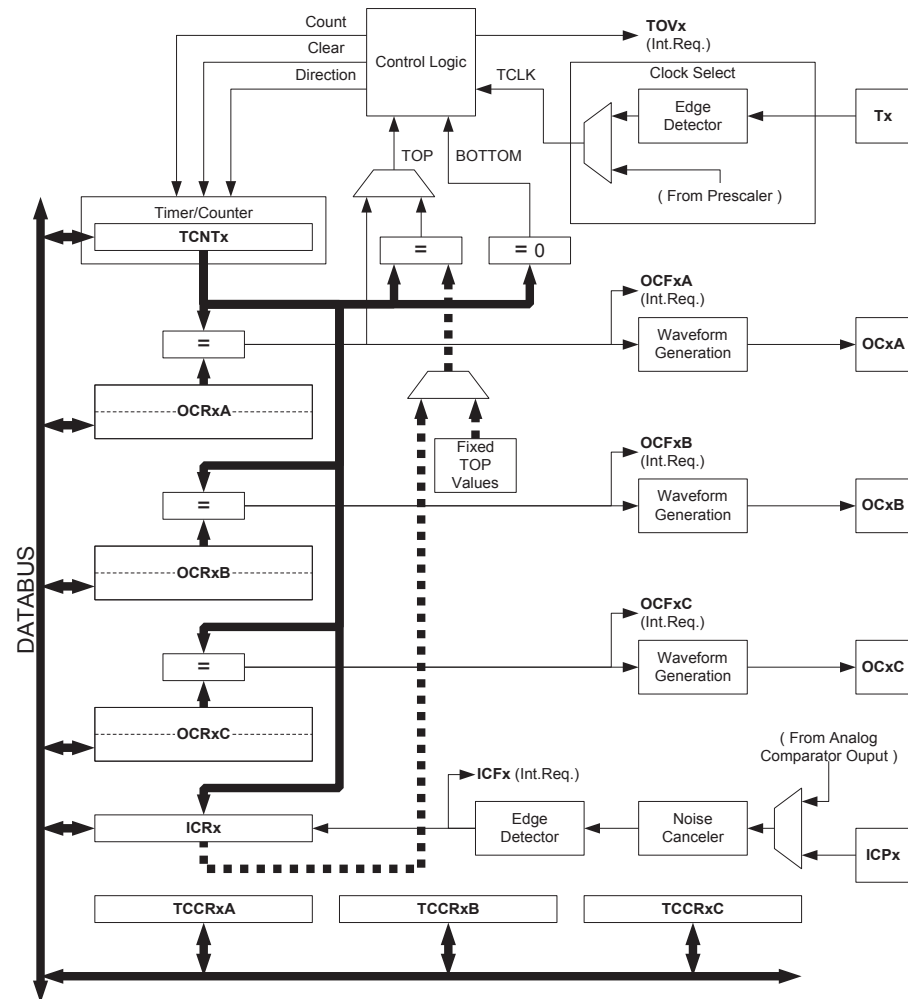 Count
Clear
Direction
Control Logic
TOVx
(Int.Req.)
Clock Select
TCLK
Edge
Detector
Tx
( From Prescaler )
TOP
BOTTOM
Timer/Counter
TCNTx
=
= 0
OCFxA
(Int.Req.)
=
Waveform
Generation
OCxA
OCRxA
Fixed
TOP
Values
OCFxB
(Int.Req.)
=
Waveform
Generation
OCxB
OCRxB
DATABUS
OCFxC
(Int.Req.)
=
Waveform
Generation
OCxC
OCRxC
( From Analog
Comparator Ouput )
ICFx (Int.Req.)
ICRx
Edge
Detector
Noise
Canceler
ICPx
TCCRxA
TCCRxB
TCCRxC